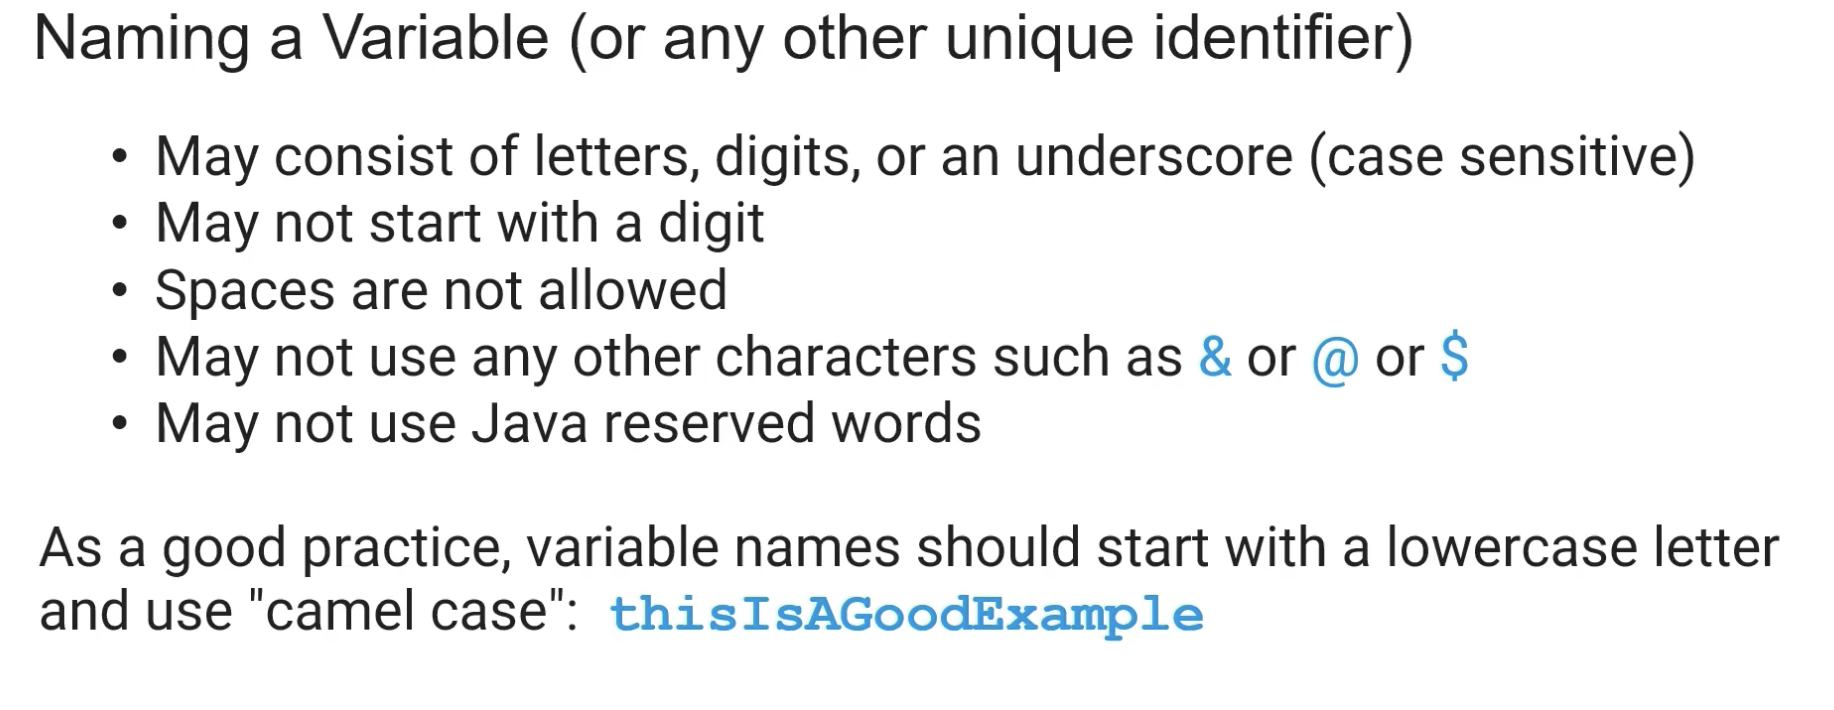 Naming a Variable (or any other unique identifier)
• May consist of letters, digits, or an underscore (case sensitive)
• May not start with a digit
• Spaces are not allowed
• May not use any other characters such as & or @ or $
• May not use Java reserved words
As a good practice, variable names should start with a lowercase letter
and use "camel case": thisIsAGoodExample